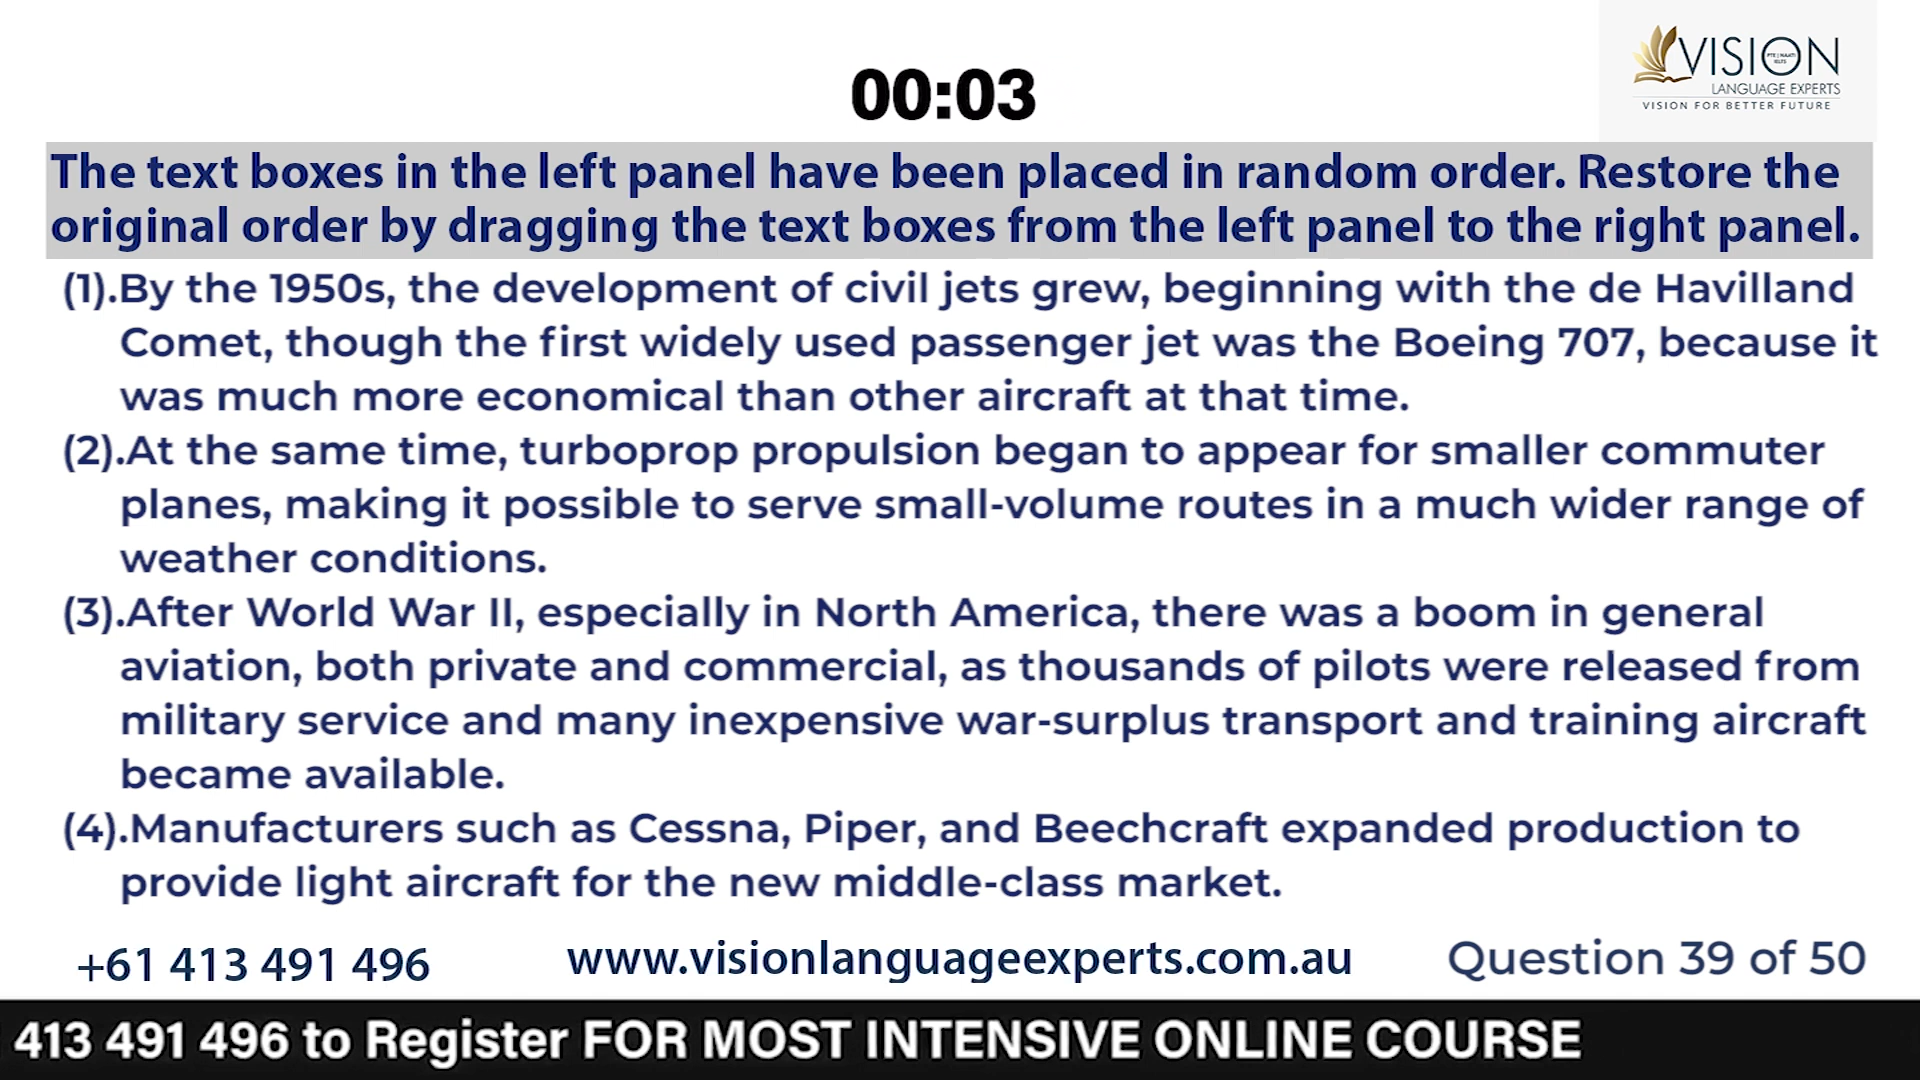 00:03
VISION
PTE | NAATI
IELTS
LANGUAGE EXPERTS
VISION FOR BETTER FUTURE
The text boxes in the left panel have been placed in random order. Restore the
original order by dragging the text boxes from the left panel to the right panel.
(1).By the 1950s, the development of civil jets grew, beginning with the de Havilland
Comet, though the first widely used passenger jet was the Boeing 707, because it
was much more economical than other aircraft at that time.
(2).At the same time, turboprop propulsion began to appear for smaller commuter
planes, making it possible to serve small-volume routes in a much wider range of
weather conditions.
(3).After World War II, especially in North America, there was a boom in general
aviation, both private and commercial, as thousands of pilots were released from
military service and many inexpensive war-surplus transport and training aircraft
became available.
(4).Manufacturers such as Cessna, Piper, and Beechcraft expanded production to
provide light aircraft for the new middle-class market.
+61 413 491 496
www.visionlanguageexperts.com.au
Question 39 of 50
413 491 496 to Register FOR MOST INTENSIVE ONLINE COURSE